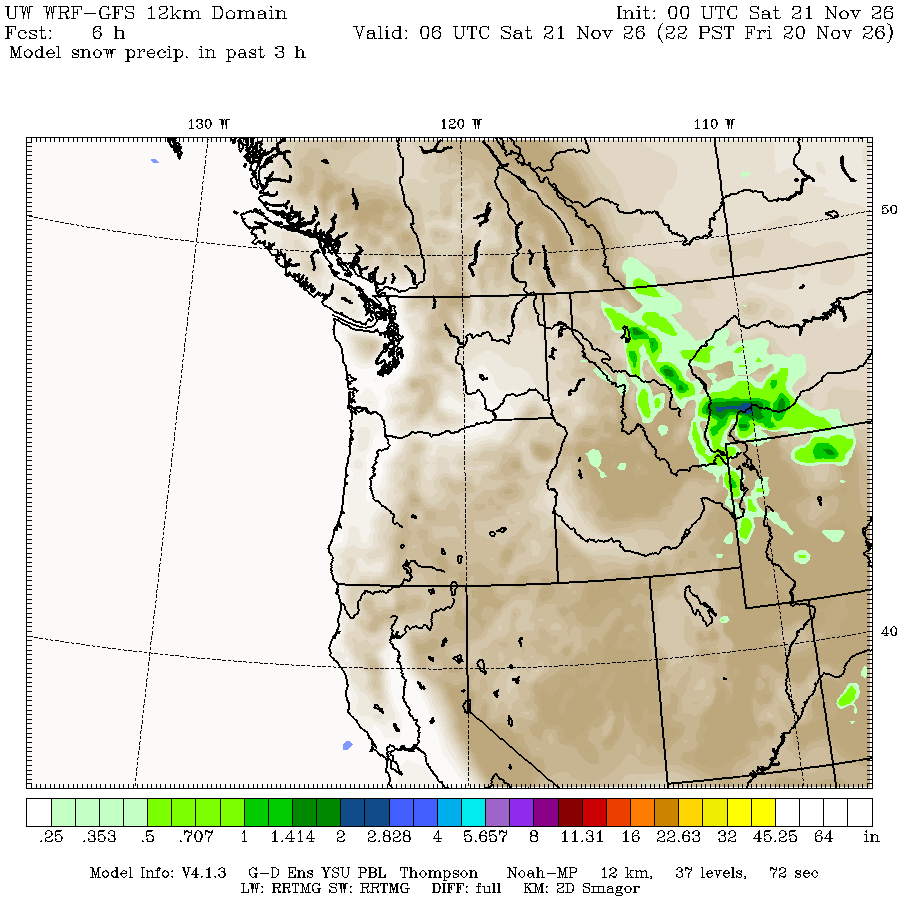 UW WRF-GFS 12km Domain Init: 00 UTC Sat 21 Nov 26
Fcst: 6 h Valid: 06 UTC Sat 21 Nov 26 (22 PST Fri 20 Nov 26)
Model snow precip. in past 3 h
130 W 120 W 110 W
50
40
.25 .353 .5 .707 1 1.414 2 2.828 4 5.657 8 11.31 16 22.63 32 45.25 64 in
Model Info: V4.1.3 G-D Ens YSU PBL Thompson Noah-MP 12 km, 37 levels, 72 sec
LW: RRTMG SW: RRTMG DIFF: full KM: 2D Smagor